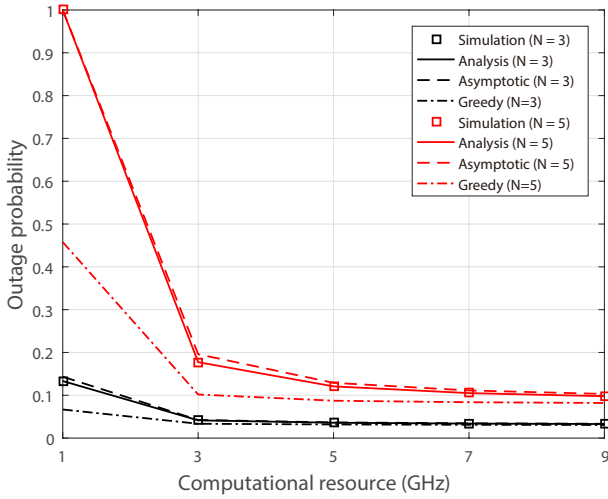 1
0.9
0.8
0.7
0.6
0.5
0.4
0.3
0.2
0.1
0
Outage probability
1 3 5 7 9
Computational resource (GHz)
Simulation (N = 3)
Analysis (N = 3)
Asymptotic (N = 3)
Greedy (N=3)
Simulation (N = 5)
Analysis (N = 5)
Asymptotic (N = 5)
Greedy (N=5)